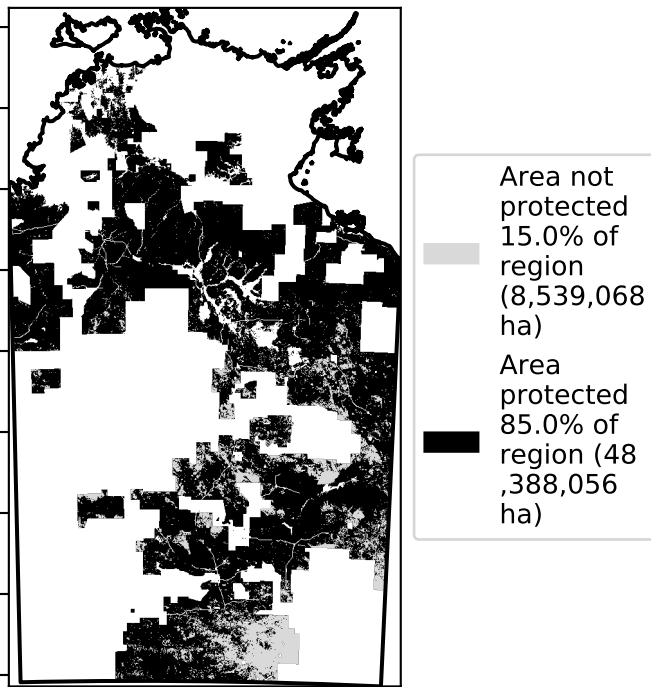 Area not
protected
15.0% of
region
(8,539,068
ha)
Area
protected
85.0% of
region (48
,388,056
ha)